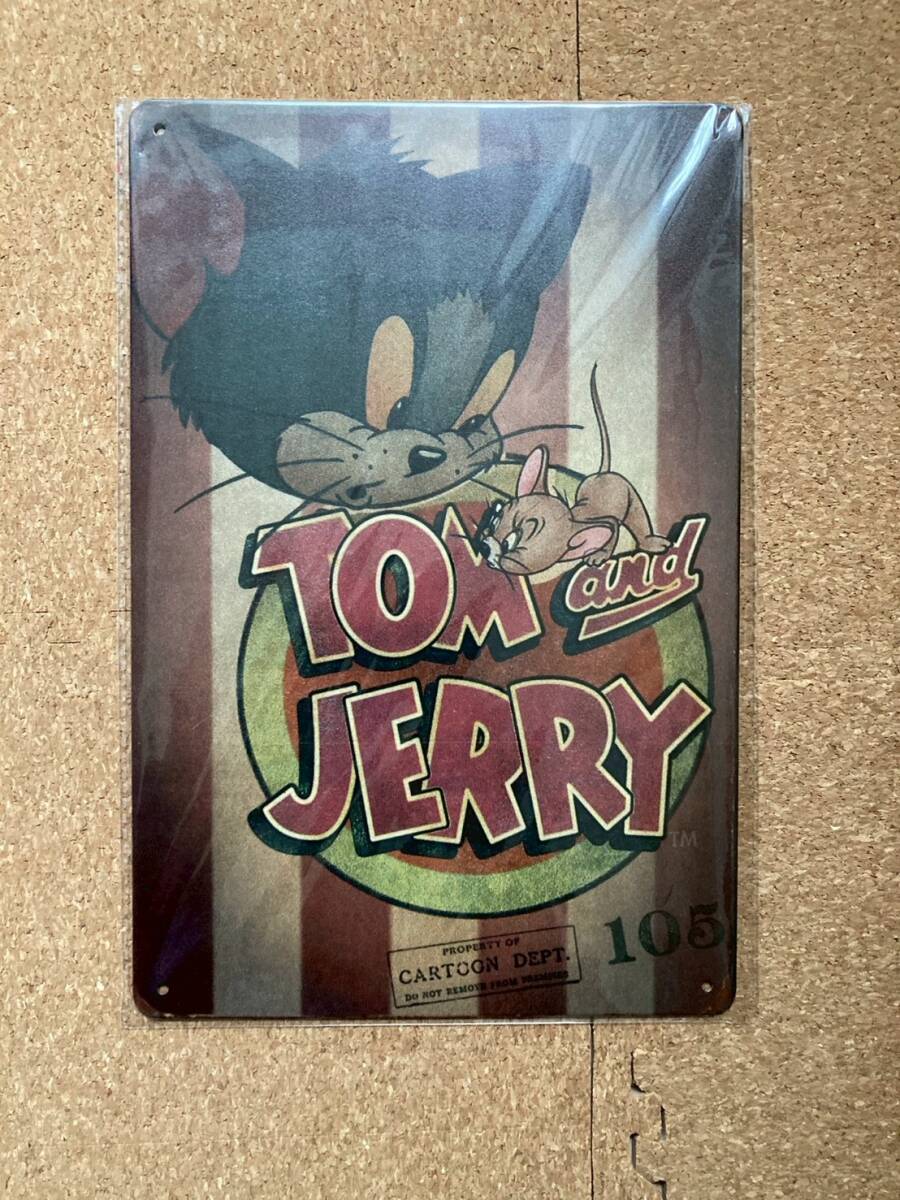 TOM and
JERRY
TM
105
PROPERTY OF
CARTOON DEPT.
DO NOT REMOVE FROM PREMISES